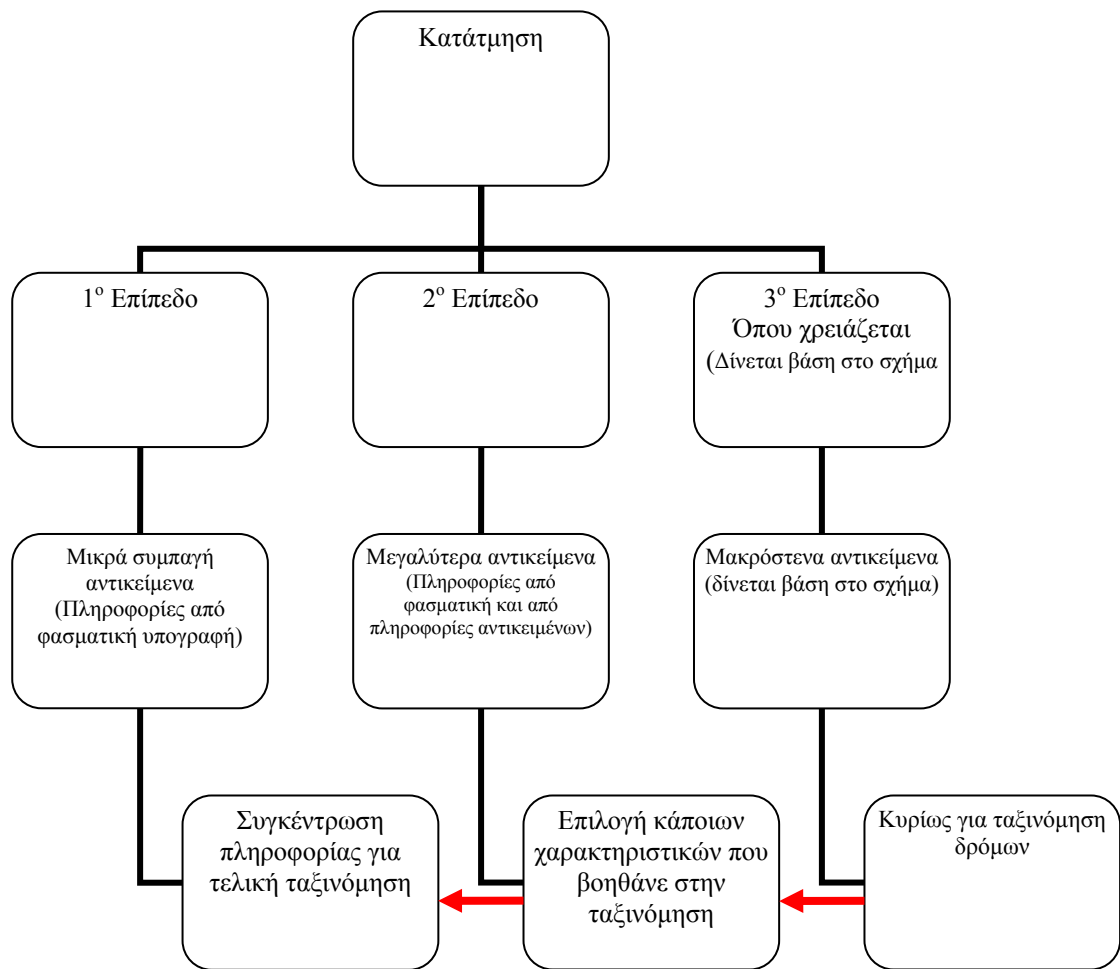 Κατάτμηση
1ο Επίπεδο
2ο Επίπεδο
3ο Επίπεδο
Όπου χρειάζεται
(Δίνεται βάση στο σχήμα
Μικρά συμπαγή
αντικείμενα
(Πληροφορίες από
φασματική υπογραφή)
Μεγαλύτερα αντικείμενα
(Πληροφορίες από
φασματική και από
πληροφορίες αντικειμένων)
Μακρόστενα αντικείμενα
(δίνεται βάση στο σχήμα)
Συγκέντρωση
πληροφορίας για
τελική ταξινόμηση
Επιλογή κάποιων
χαρακτηριστικών που
βοηθάνε στην
ταξινόμηση
Κυρίως για ταξινόμηση
δρόμων